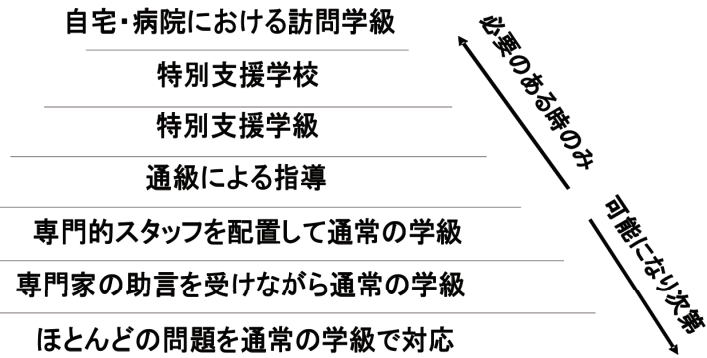 自宅・病院における訪問学級
特別支援学校
特別支援学級
通級による指導
専門的スタッフを配置して通常の学級
専門家の助言を受けながら通常の学級
ほとんどの問題を通常の学級で対応
必要のある時のみ
可能になり次第